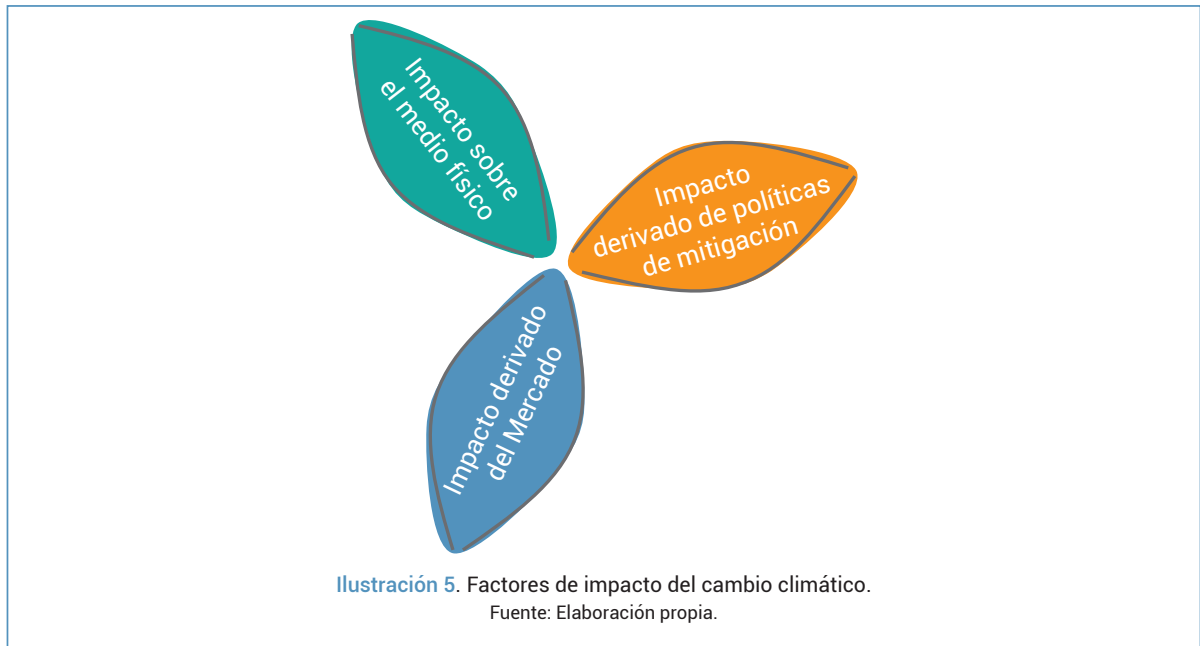 Impacto sobre
el medio físico
Impacto
derivado de políticas
de mitigación
Impacto derivado
del Mercado
Ilustración 5. Factores de impacto del cambio climático.
Fuente: Elaboración propia.